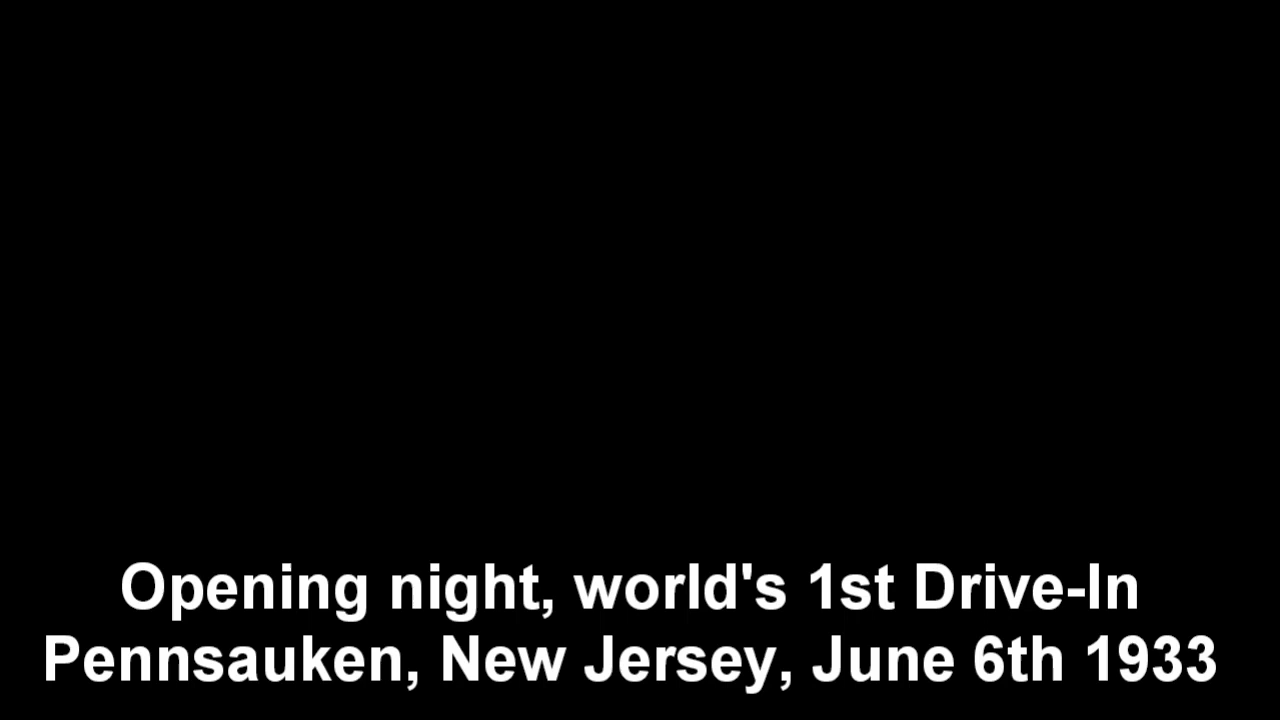 Opening night, world's 1st Drive-In
Pennsauken, New Jersey, June 6th 1933